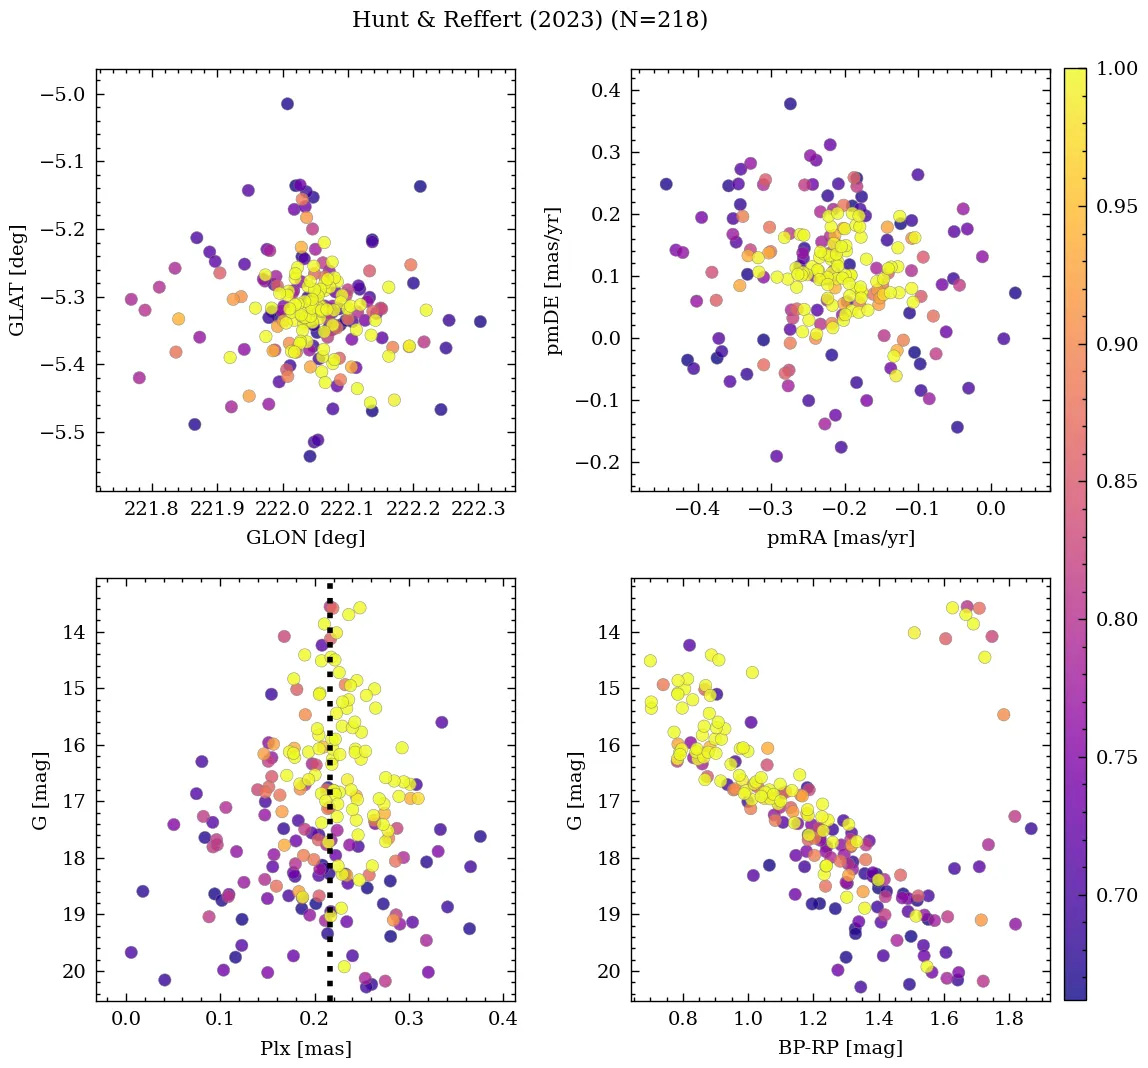 Hunt & Reffert (2023) (N=218)
−5.0
−5.1
−5.2
−5.3
−5.4
−5.5
GLAT [deg]
221.8 221.9 222.0 222.1 222.2 222.3
GLON [deg]
0.4
0.3
0.2
0.1
0.0
−0.1
−0.2
pmDE [mas/yr]
−0.4 −0.3 −0.2 −0.1 0.0
pmRA [mas/yr]
14
15
16
17
18
19
20
G [mag]
0.0 0.1 0.2 0.3 0.4
Plx [mas]
14
15
16
17
18
19
20
G [mag]
0.8 1.0 1.2 1.4 1.6 1.8
BP-RP [mag]
1.00
0.95
0.90
0.85
0.80
0.75
0.70